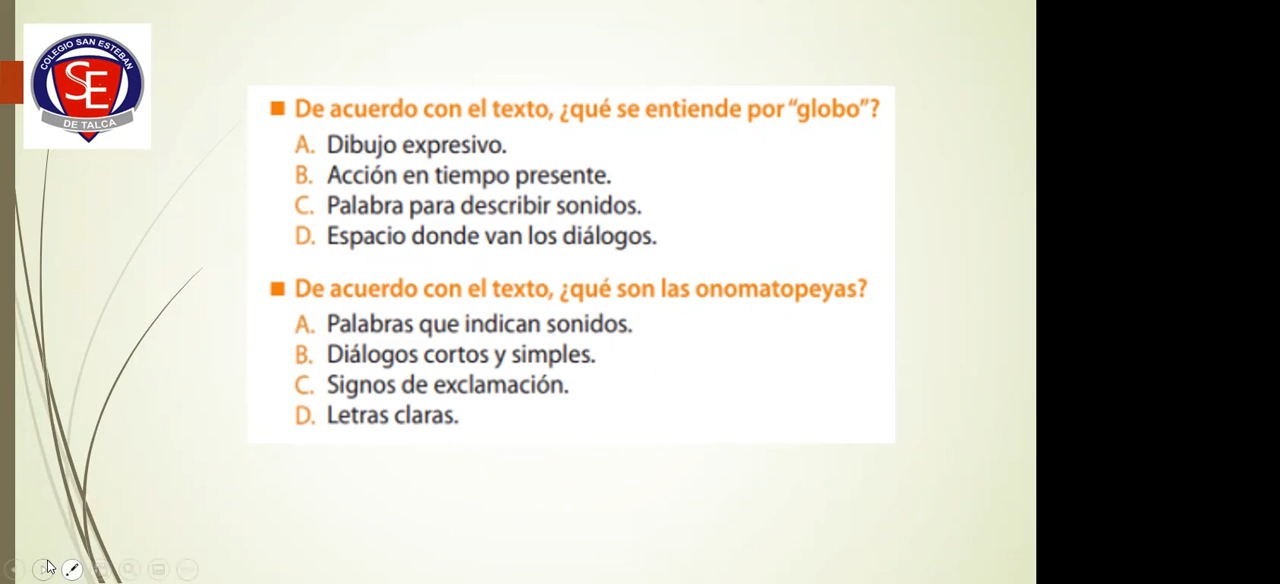 COLEGIO SAN ESTEBAN
SE
DE TALCA
■ De acuerdo con el texto, ¿qué se entiende por “globo”?
A. Dibujo expresivo.
B. Acción en tiempo presente.
C. Palabra para describir sonidos.
D. Espacio donde van los diálogos.
■ De acuerdo con el texto, ¿qué son las onomatopeyas?
A. Palabras que indican sonidos.
B. Diálogos cortos y simples.
C. Signos de exclamación.
D. Letras claras.